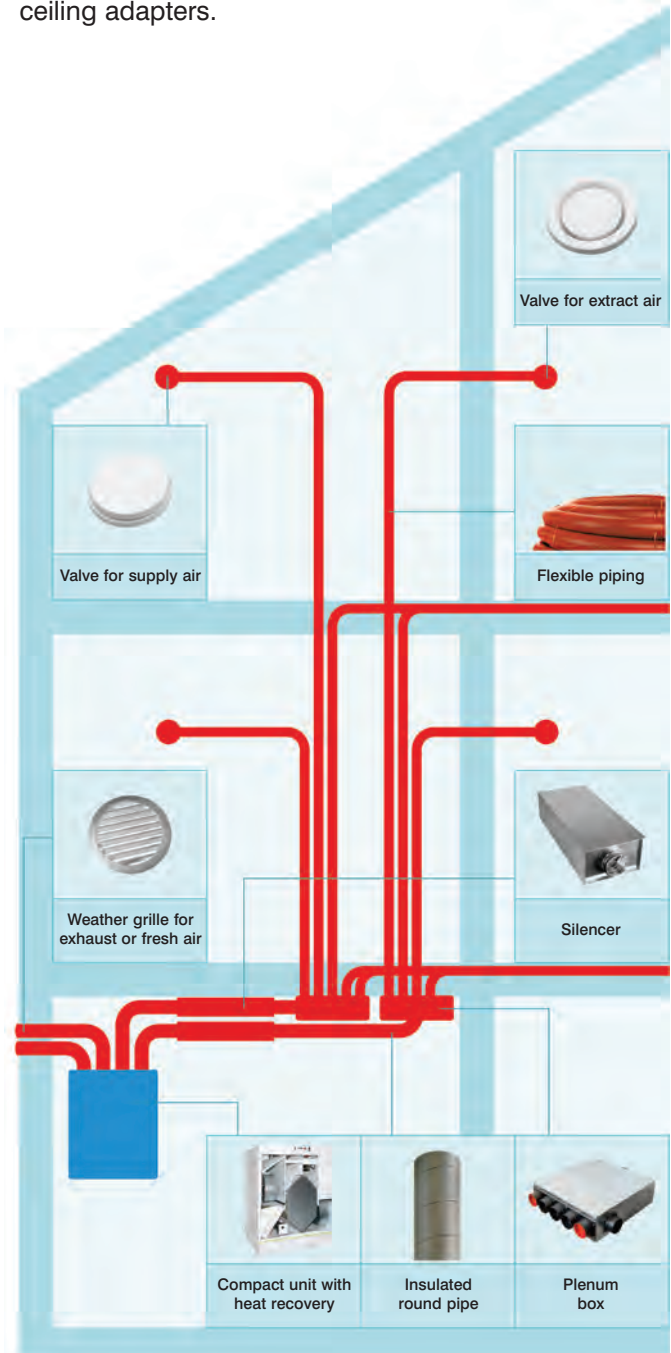 ceiling adapters.
Valve for extract air
Valve for supply air
Flexible piping
Weather grille for
exhaust or fresh air
Silencer
Compact unit with
heat recovery
Insulated
round pipe
Plenum
box